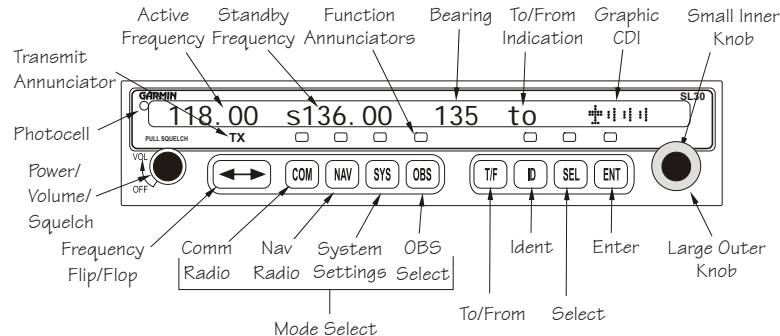 Active Frequency
Standby Frequency
Function Annunciators
Bearing
To/From Indication
Graphic CDI
Small Inner Knob
Transmit Annunciator
GARMIN
SL30
118.00 s136.00 135 to
Photocell
PULL SQUELCH
TX
VOL
OFF
Power/ Volume/ Squelch
COM
NAV
SYS
OBS
T/F
ID
SEL
ENT
Frequency Flip/Flop
Comm Radio
Nav Radio
System Settings
OBS Select
Ident
Enter
Large Outer Knob
To/From
Select
Mode Select